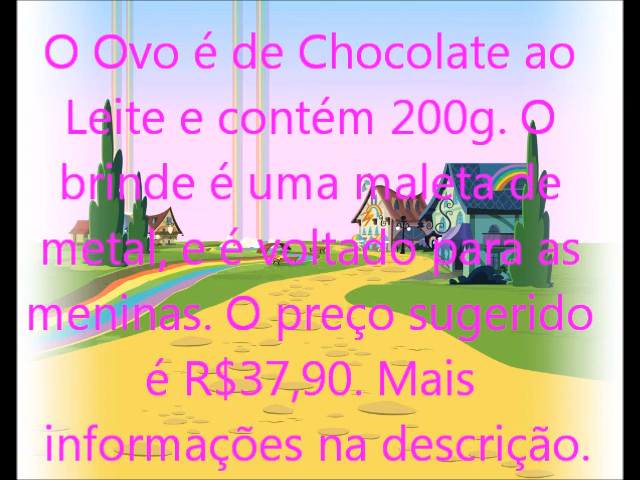 O Ovo é de Chocolate ao
Leite e contém 200g. O
brinde é uma maleta de
metal, e é voltado para as
meninas. O preço sugerido
é R$37,90. Mais
informações na descrição.